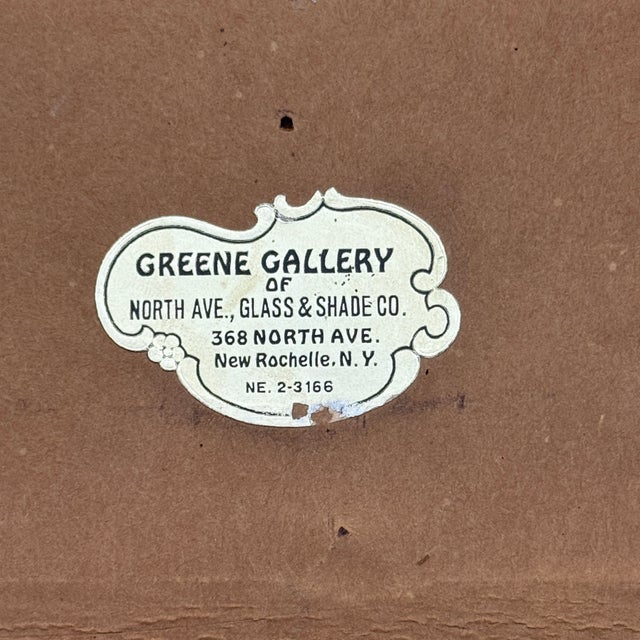 GREENE GALLERY
OF
NORTH AVE., GLASS & SHADE CO.
368 NORTH AVE.
New Rochelle, N. Y.
NE. 2-3166